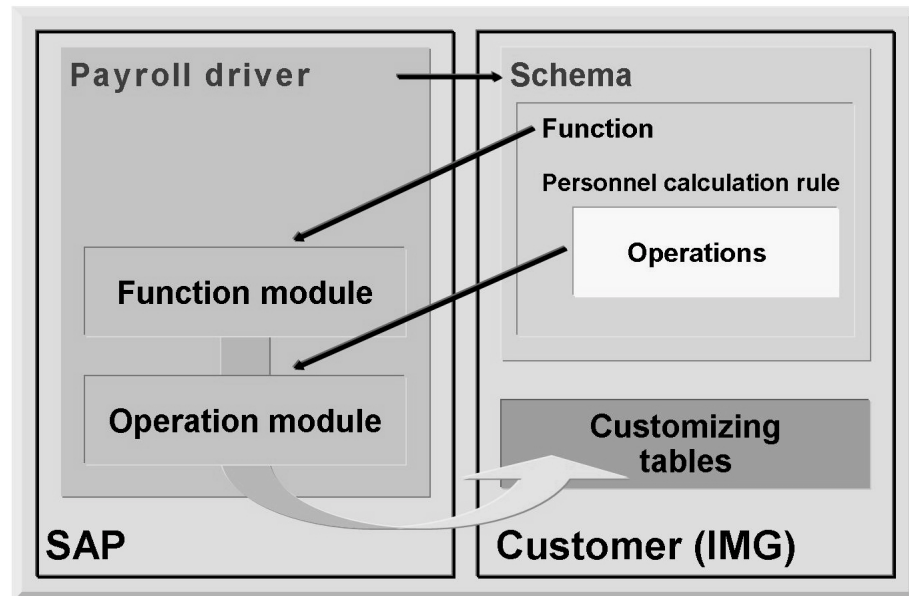 Payroll driver
Function module
Operation module
SAP
Schema
Function
Personnel calculation rule
Operations
Customizing
tables
Customer (IMG)